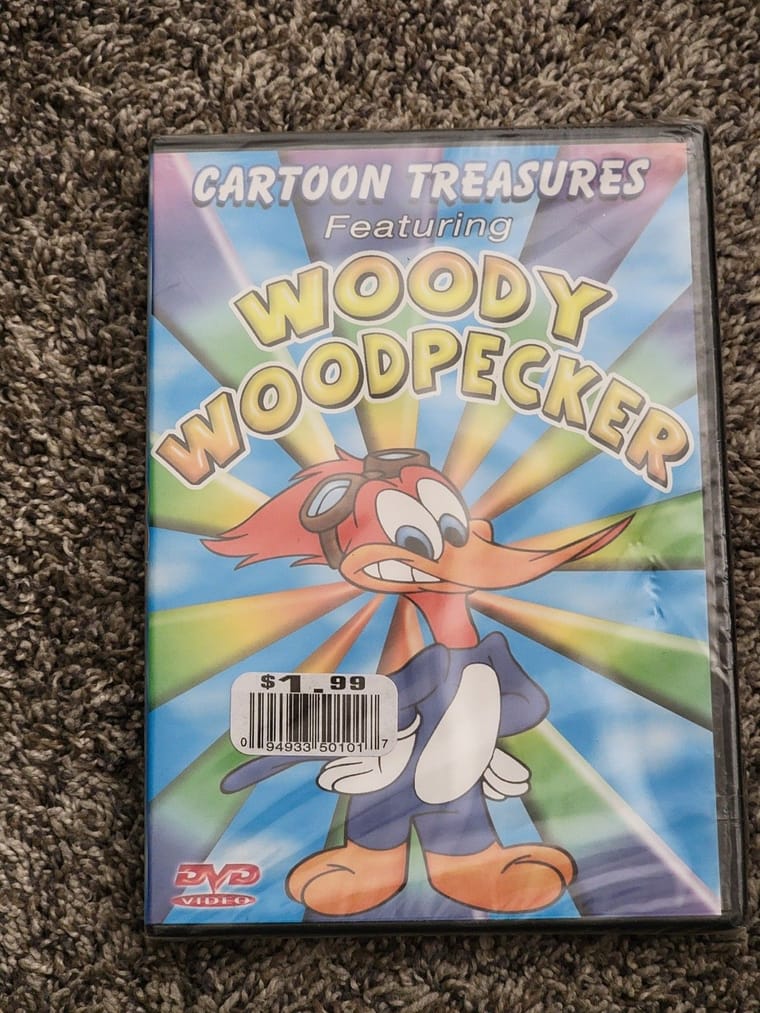 CARTOON TREASURES
Featuring
WOODY
WOODPECKER
$1.99
0 94933 50101 7
DVD
VIDEO